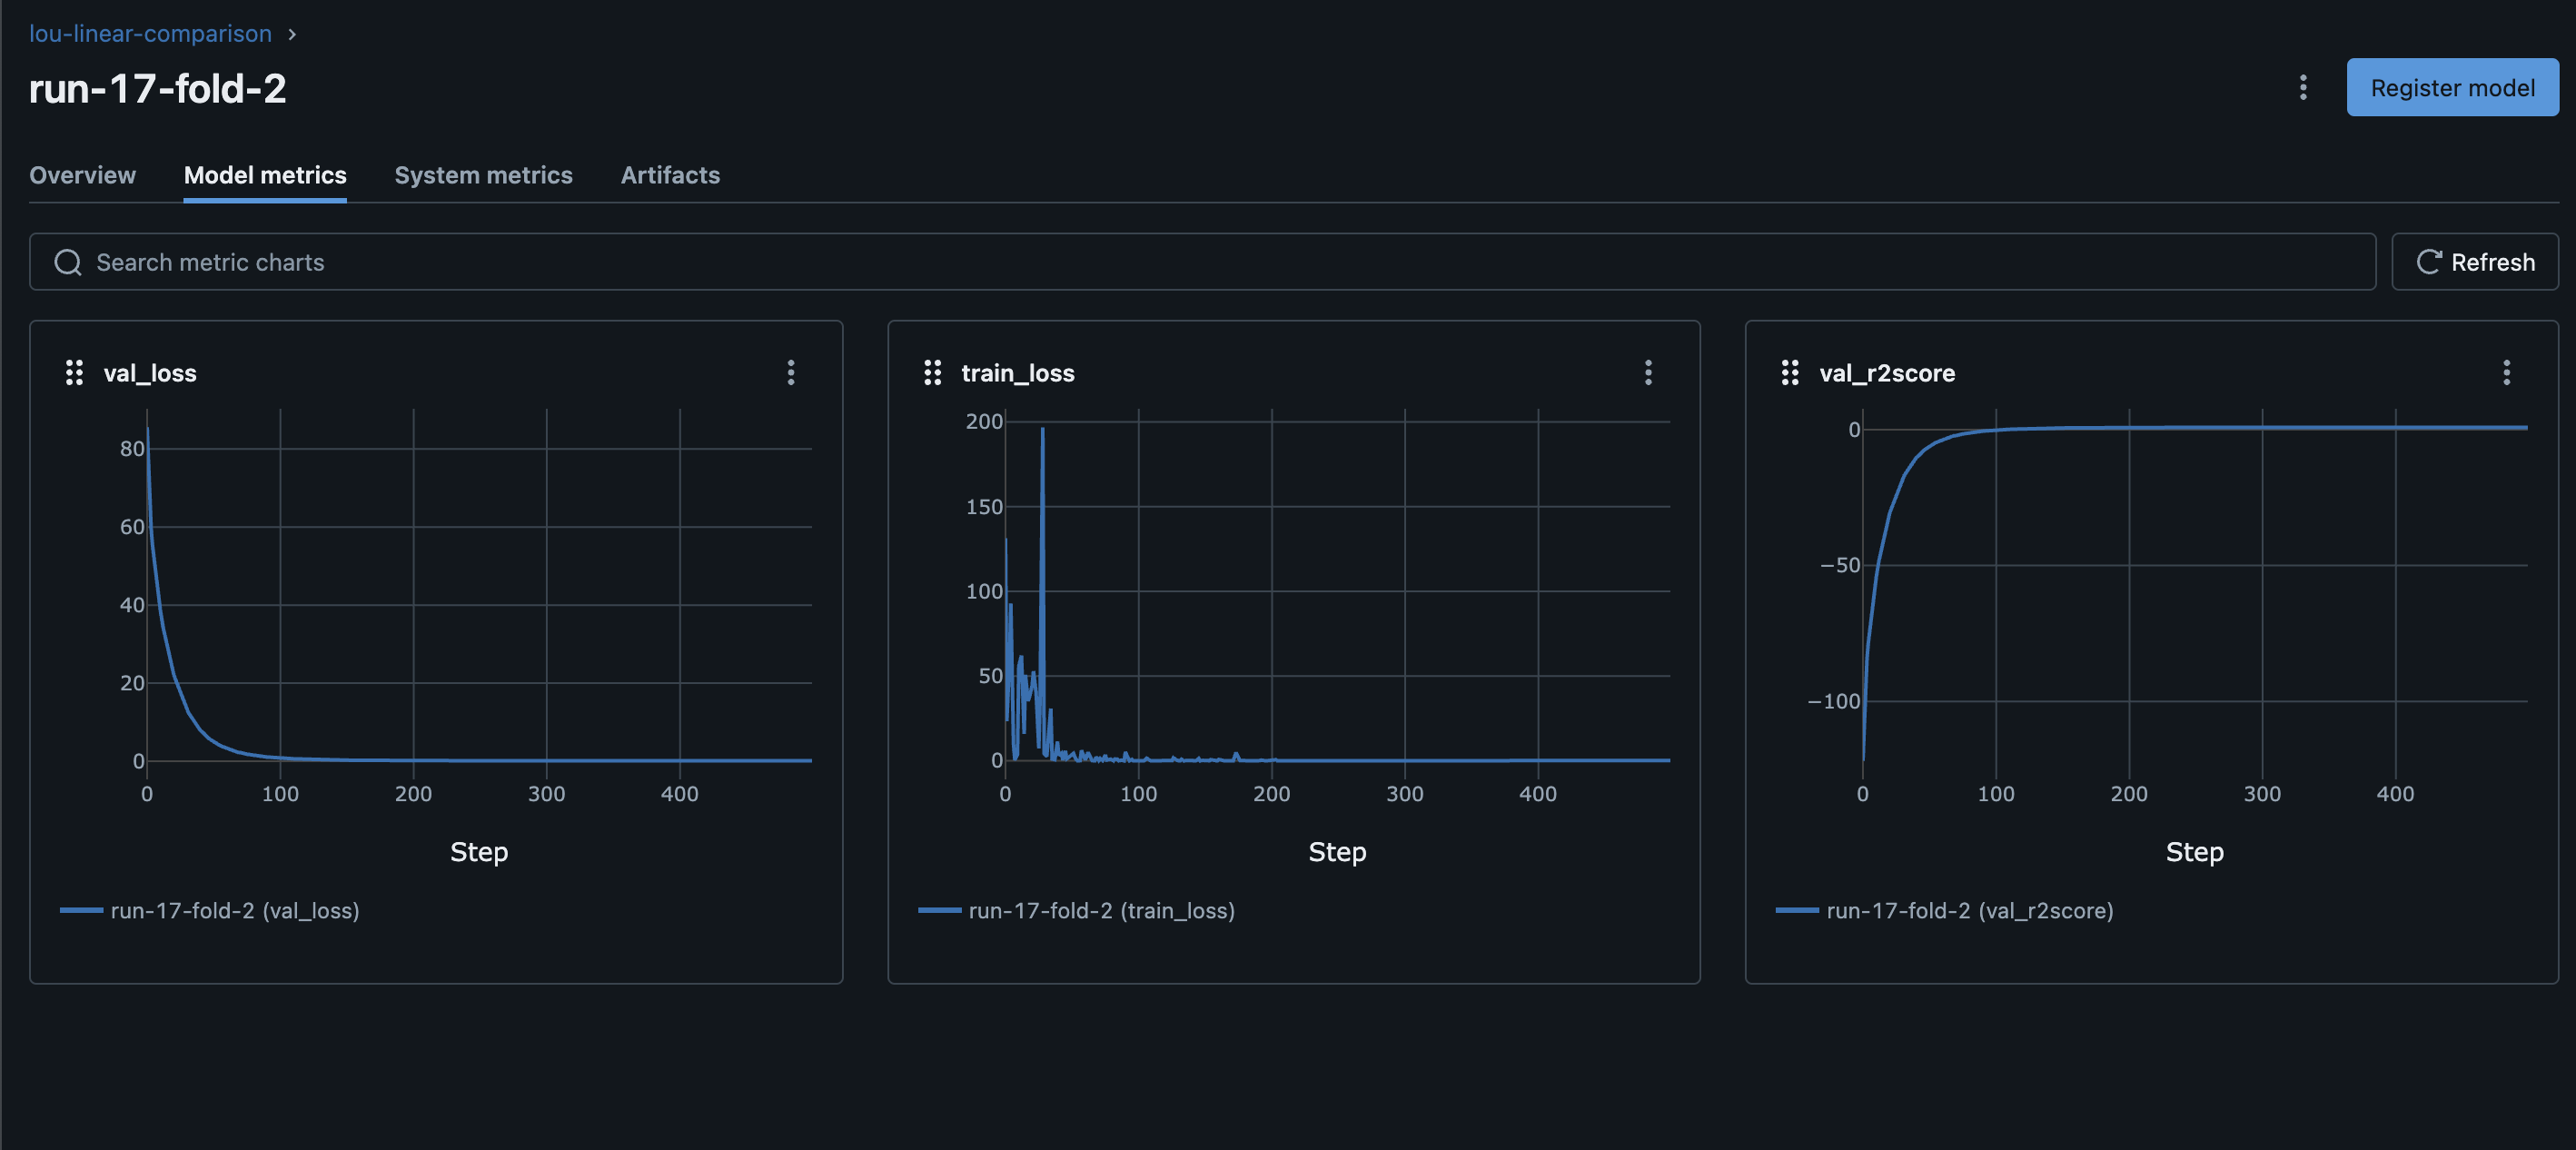 lou-linear-comparison
run-17-fold-2
Register model
Overview Model metrics System metrics Artifacts
Search metric charts
Refresh
val_loss
80
60
40
20
0
0 100 200 300 400
Step
run-17-fold-2 (val_loss)
train_loss
200
150
100
50
0
0 100 200 300 400
Step
run-17-fold-2 (train_loss)
val_r2score
0
−50
−100
0 100 200 300 400
Step
run-17-fold-2 (val_r2score)